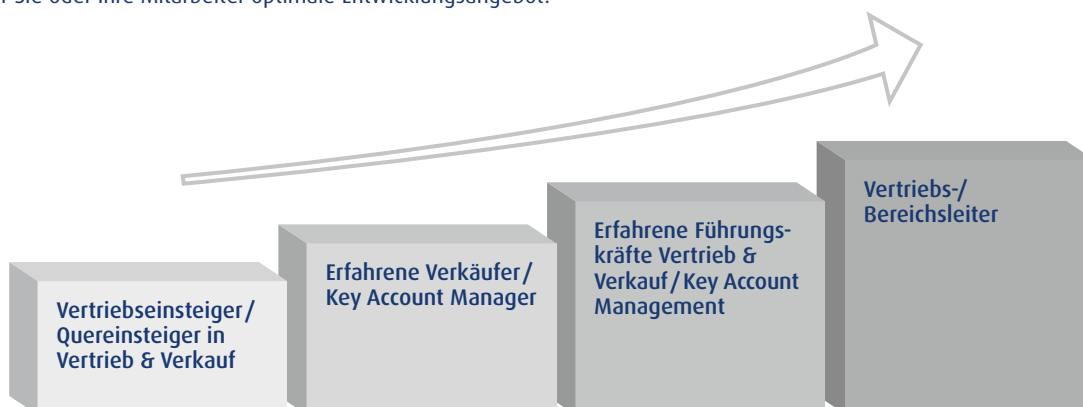 Sie oder Ihre Mitarbeiter optimale Entwicklungsangebot.
Vertriebseinsteiger/
Quereinsteiger in
Vertrieb & Verkauf
Erfahrene Verkäufer/
Key Account Manager
Erfahrene Führungs-
kräfte Vertrieb &
Verkauf/Key Account
Management
Vertriebs-/
Bereichsleiter